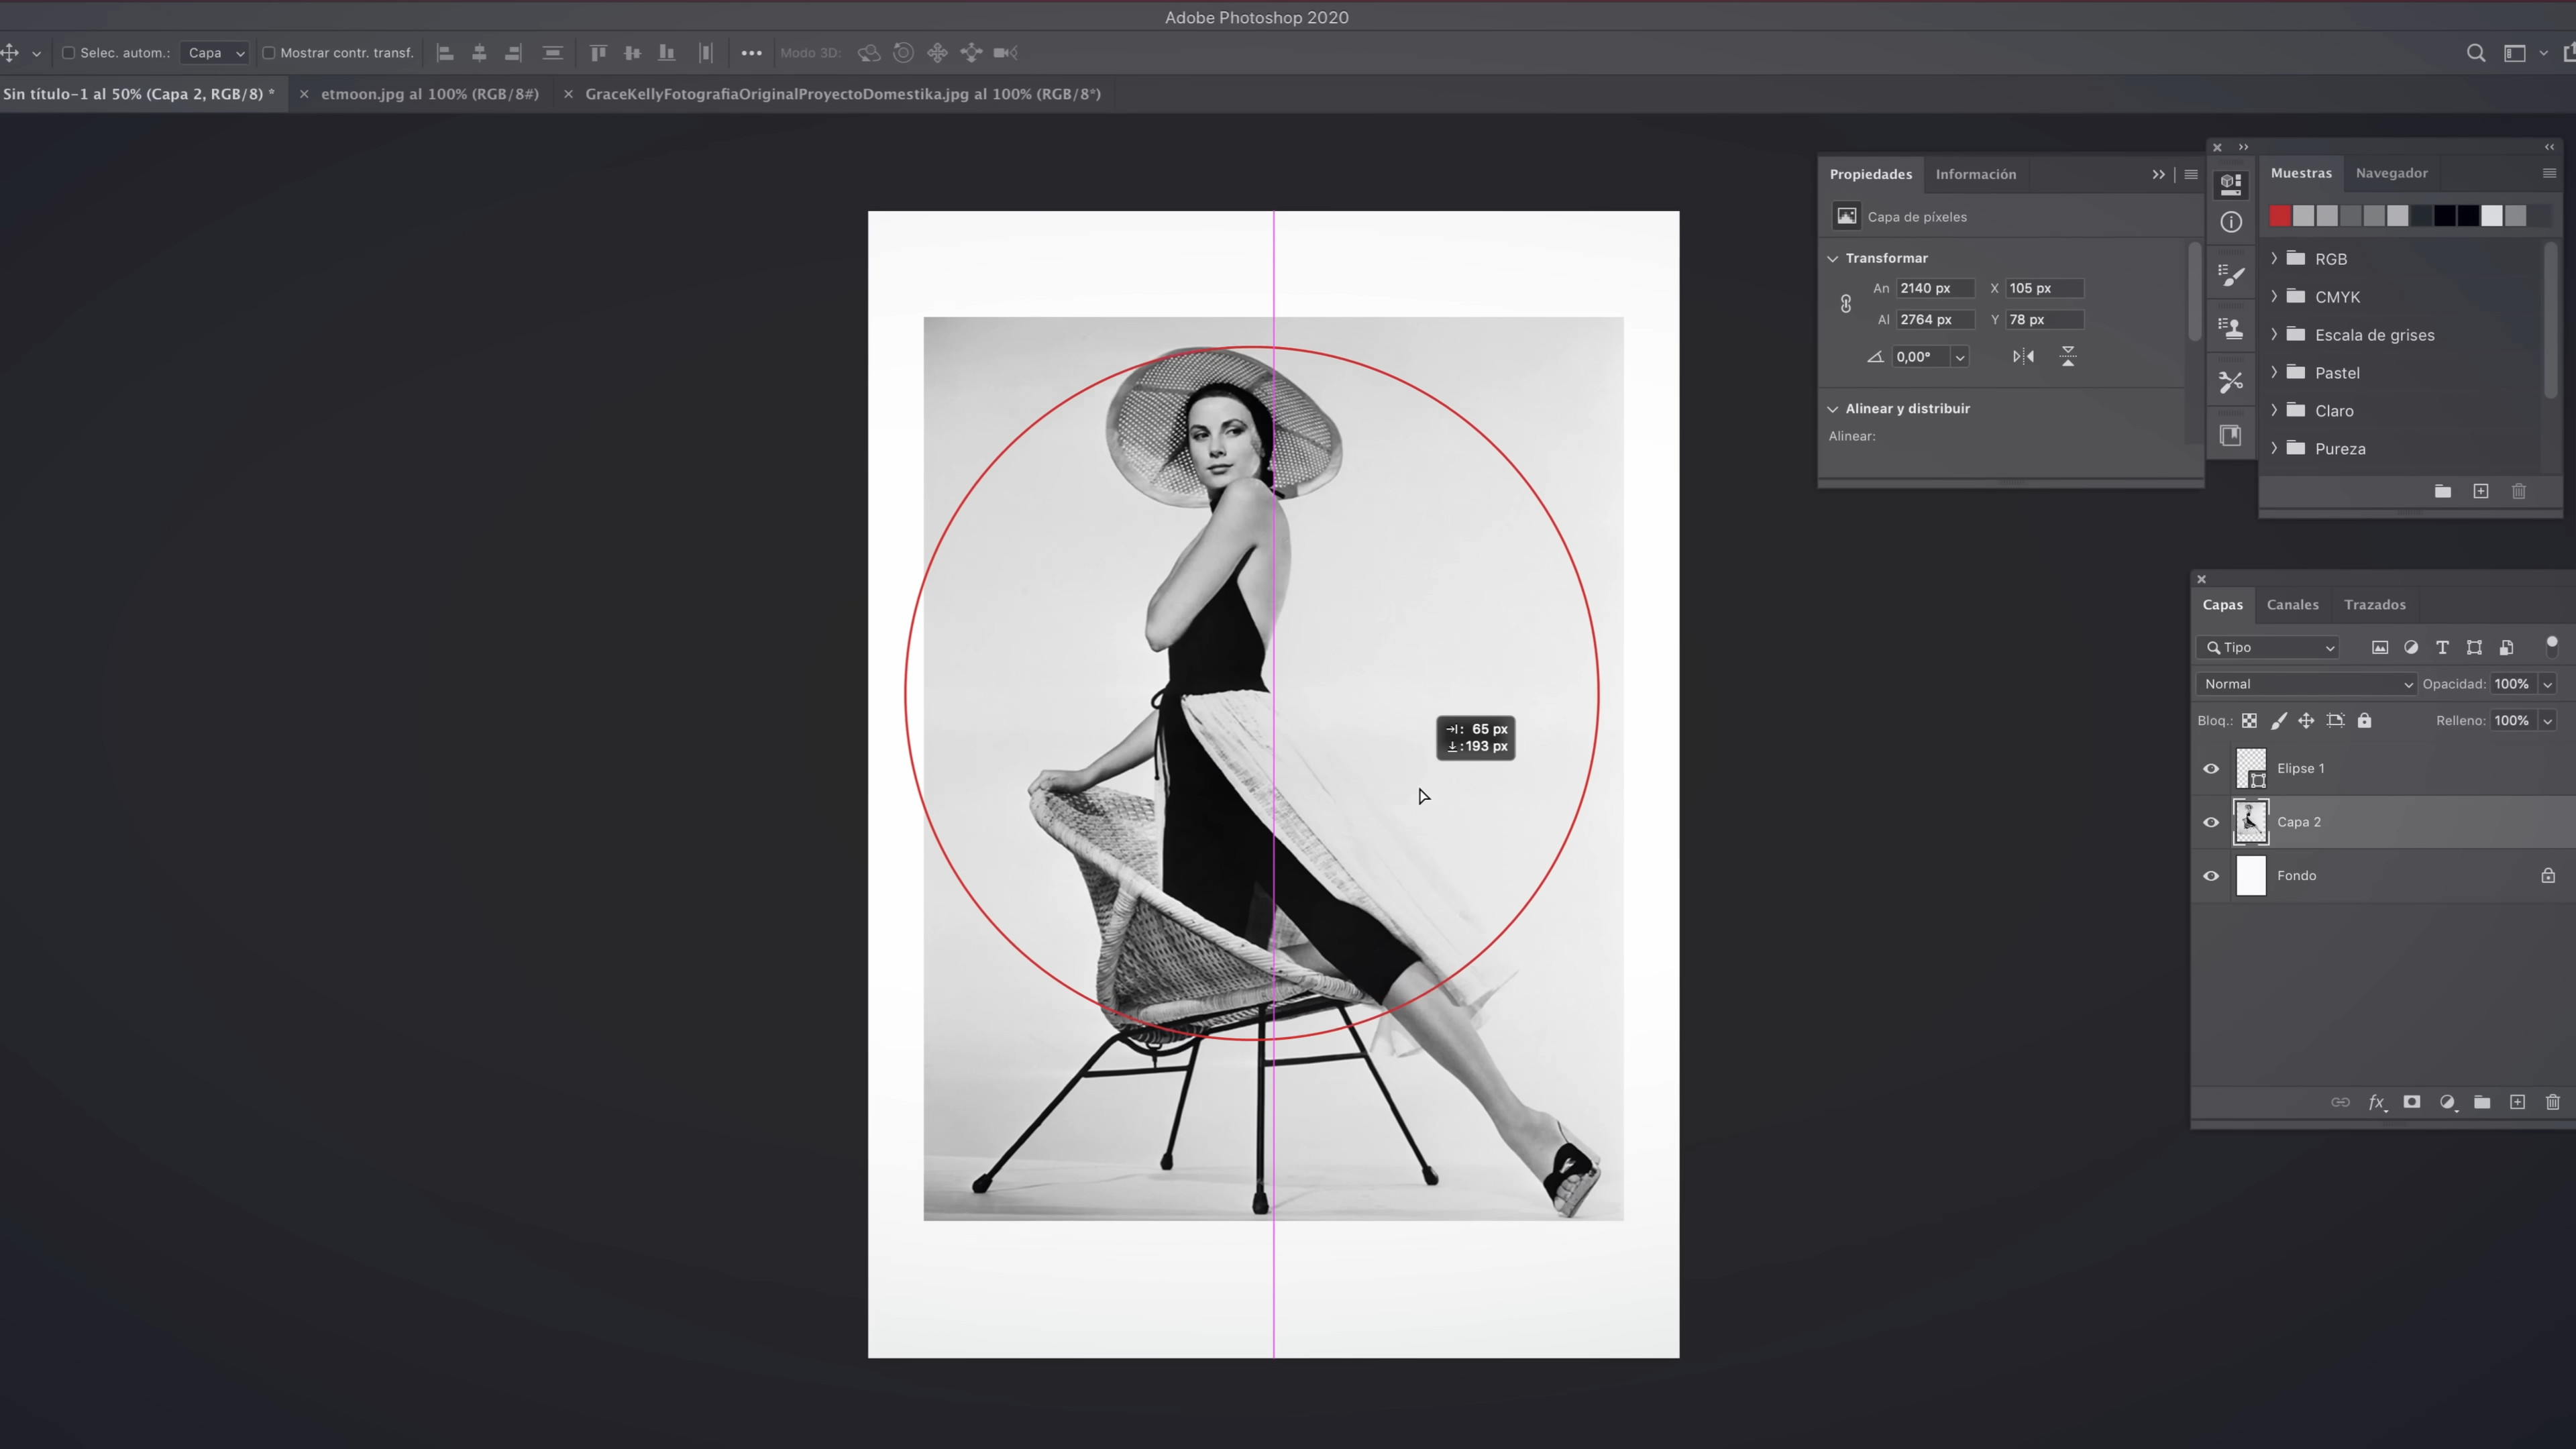 Adobe Photoshop 2020
Selec. autom.: Capa Mostrar contr. transf. Modo 3D:
Sin título-1 al 50% (Capa 2, RGB/8) * etmoon.jpg al 100% (RGB/8#) GraceKellyFotografiaOriginalProyectoDomestika.jpg al 100% (RGB/8*)
Propiedades Información
Capa de píxeles
Transformar
An 2140 px X 105 px
Al 2764 px Y 78 px
0,00°
Alinear y distribuir
Alinear:
Muestras Navegador
RGB
CMYK
Escala de grises
Pastel
Claro
Pureza
: 65 px
:193 px
Capas Canales Trazados
Tipo
Normal Opacidad: 100%
Bloq.: Relleno: 100%
Elipse 1
Capa 2
Fondo
fx